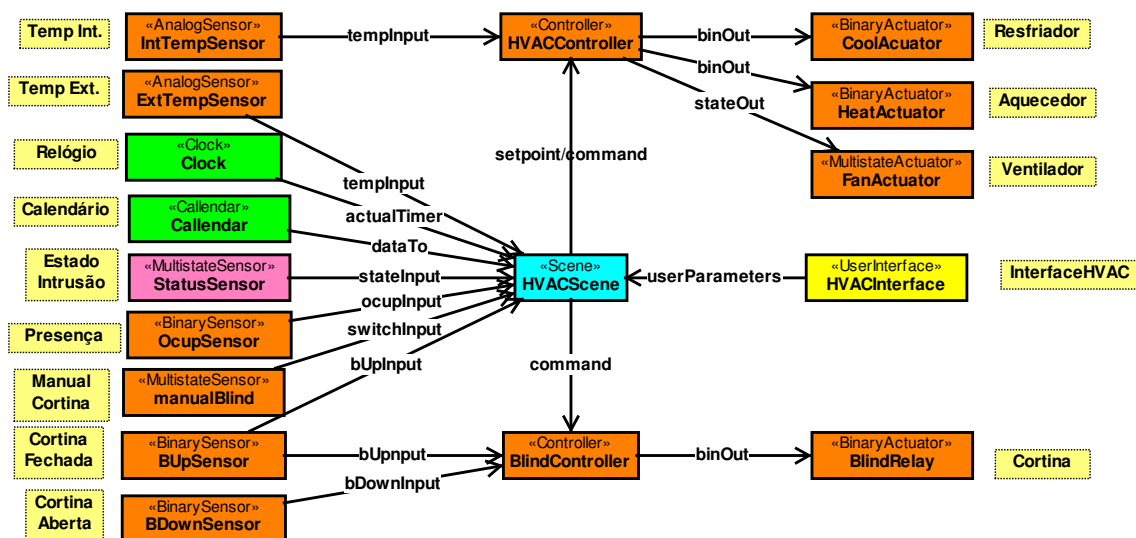 Temp Int.
«AnalogSensor»
IntTempSensor
tempInput
«Controller»
HVACController
binOut
«BinaryActuator»
CoolAcuator
Resfriador
Temp Ext.
«AnalogSensor»
ExtTempSensor
binOut
stateOut
«BinaryActuator»
HeatActuator
Aquecedor
Relógio
«Clock»
Clock
setpoint/command
«MultistateActuator»
FanActuator
Ventilador
tempInput
Calendário
«Callendar»
Callendar
actualTimer
dataTo
Estado
Intrusão
«MultistateSensor»
StatusSensor
stateInput
«Scene»
HVACScene
userParameters
«UserInterface»
HVACInterface
InterfaceHVAC
ocupInput
Presença
«BinarySensor»
OcupSensor
switchInput
bUpInput
command
Manual
Cortina
«MultistateSensor»
manualBlind
Cortina
Fechada
«BinarySensor»
BUpSensor
bUpnput
«Controller»
BlindController
binOut
«BinaryActuator»
BlindRelay
Cortina
bDownInput
Cortina
Aberta
«BinarySensor»
BDownSensor